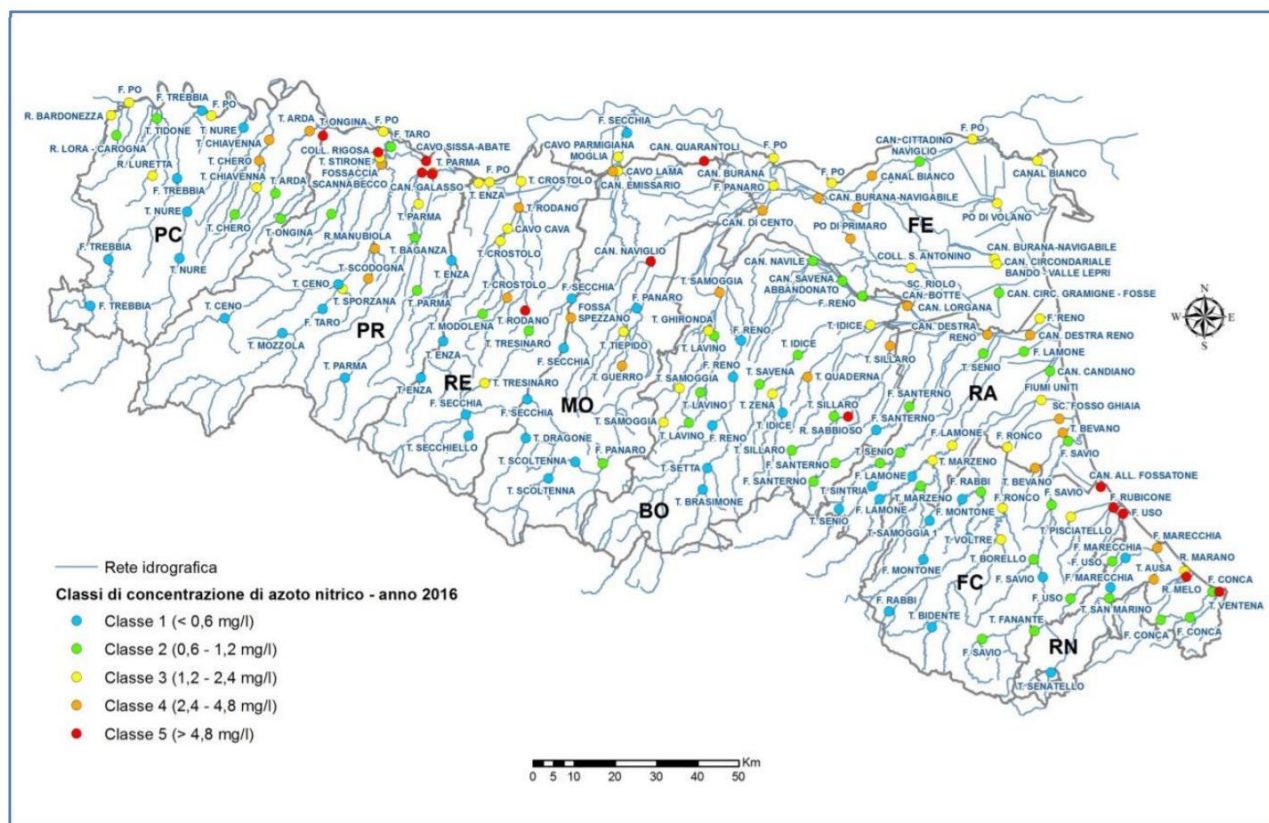 F. PO
F. TREBBIA
F. PO
R. BARDONEZZA
T. TIDONE
T. NURE
T. ARDA
T. ONGINA
F. PO
F. TARO
T. CHIAVENNA
COLL. RIGOSA
CAVO SISSA-ABATE
R. LORA - CAROGNA
R. LURETTA
T. CHERO
T. STIRONE
T. PARMA
T. CHIAVENNA
FOSSACCIA
SCANNABECCO
F. TREBBIA
T. ARDA
CAN. GALASSO
T. ENZA
T. CROSTOLO
T. NURE
T. CHERO
T. ONGINA
T. PARMA
T. RODANO
PC
R.MANUBIOLA
T. BAGANZA
CAVO CAVA
F. TREBBIA
T. NURE
T. SCODOGNA
T. ENZA
T. CROSTOLO
F. TREBBIA
T. CENO
T. CENO
T. SPORZANA
T. PARMA
T. CROSTOLO
F. TARO
PR
T. MODOLENA
T. RODANO
T. MOZZOLA
T. TRESINARO
T. ENZA
T. PARMA
T. ENZA
RE
T. TRESINARO
F. SECCHIA
T. SECCHIELLO
F. SECCHIA
CAVO PARMIGIANA
MOGLIA
CAN. QUARANTOLI
F. PO
CAVO LAMA
CAN. BURANA
CAN. EMISSARIO
F. PANARO
F. PO
CAN. CITTADINO
NAVIGLIO
F. PO
CANAL BIANCO
CANAL BIANCO
CAN. BURANA-NAVIGABILE
FE
PO DI VOLANO
CAN. DI CENTO
PO DI PRIMARO
CAN. NAVIGLIO
CAN. BURANA-NAVIGABILE
CAN. NAVILE
COLL. S. ANTONINO
CAN. CIRCONDARIALE
BANDO - VALLE LEPRI
T. SAMOGGIA
CAN. SAVENA
ABBANDONATO
SC. RIOLO
F. SECCHIA
F. PANARO
F. RENO
CAN. BOTTE
CAN. LORGANA
CAN. CIRC. GRAMIGNE - FOSSE
FOSSA
SPEZZANO
T. GHIRONDA
F. RENO
T. IDICE
CAN. DESTRA
RENO
F. RENO
CAN. DESTRA RENO
T. TIEPIDO
T. LAVINO
T. IDICE
F. SECCHIA
F. RENO
T. SILLARO
T. SENIO
F. LAMONE
T. GUERRO
T. SAMOGGIA
T. SAVENA
T. QUADERNA
CAN. CANDIANO
MO
T. LAVINO
T. ZENA
F. SANTERNO
RA
FIUMI UNITI
F. SECCHIA
T. SAMOGGIA
T. LAVINO
F. RENO
T. IDICE
T. SILLARO
R. SABBIOSO
F. SANTERNO
SC. FOSSO GHIAIA
T. DRAGONE
T. SILLARO
T. SENIO
F. LAMONE
F. RONCO
T. BEVANO
F. SAVIO
T. SCOLTENNA
F. PANARO
T. SETTA
F. SANTERNO
T. MARZENO
T. SCOLTENNA
F. SANTERNO
F. LAMONE
F. RABBI
T. BEVANO
CAN. ALL. FOSSATONE
T. BRASIMONE
T. SINTRIA
T. MARZENO
F. RONCO
F. SAVIO
BO
T. SENIO
F. LAMONE
F. MONTONE
F. RUBICONE
F. USO
T. SAMOGGIA 1
T. VOLTRE
T. PISCIATELLO
F. MARECCHIA
F. MARECCHIA
F. MONTONE
T. BORELLO
F. USO
T. AUSA
R. MARANO
FC
F. SAVIO
F. MARECCHIA
R. MELO
F. CONCA
F. RABBI
F. USO
T. SAN MARINO
T. VENTENA
T. BIDENTE
T. FANANTE
F. CONCA
F. CONCA
F. SAVIO
RN
T. SENATELLO
N
W
E
S
Rete idrografica
Classi di concentrazione di azoto nitrico - anno 2016
Classe 1 (< 0,6 mg/l)
Classe 2 (0,6 - 1,2 mg/l)
Classe 3 (1,2 - 2,4 mg/l)
Classe 4 (2,4 - 4,8 mg/l)
Classe 5 (> 4,8 mg/l)
Km
0 5 10 20 30 40 50